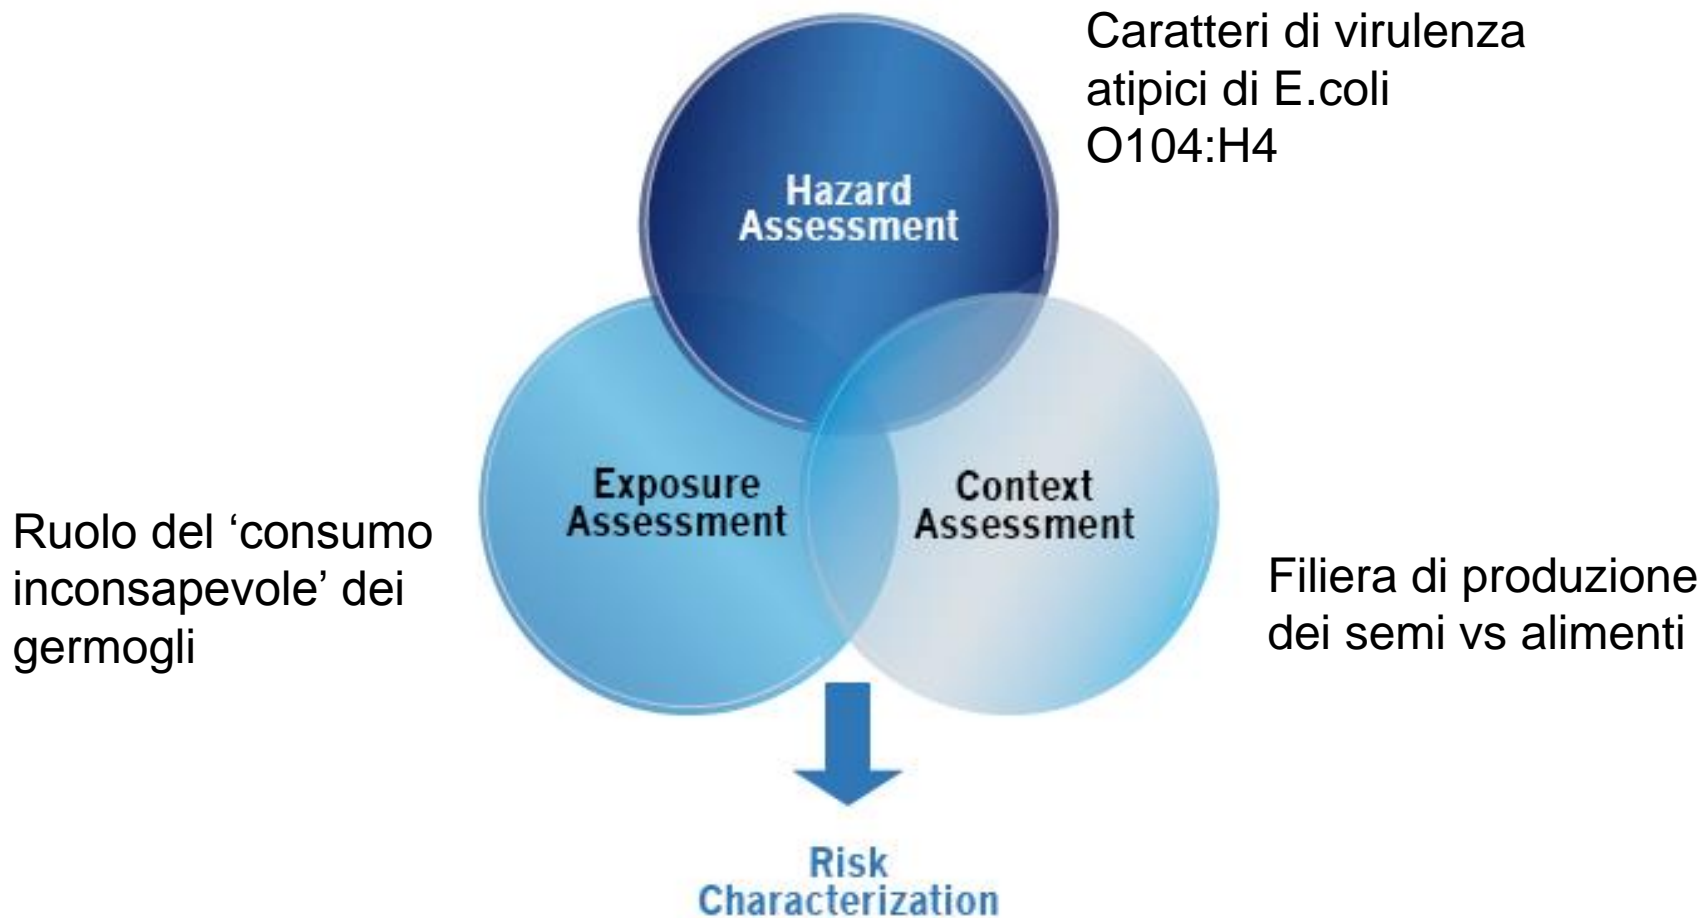 Caratteri di virulenza
atipici di E.coli
O104:H4
Hazard
Assessment
Exposure
Assessment
Context
Assessment
Ruolo del ‘consumo
inconsapevole’ dei
germogli
Filiera di produzione
dei semi vs alimenti
Risk
Characterization